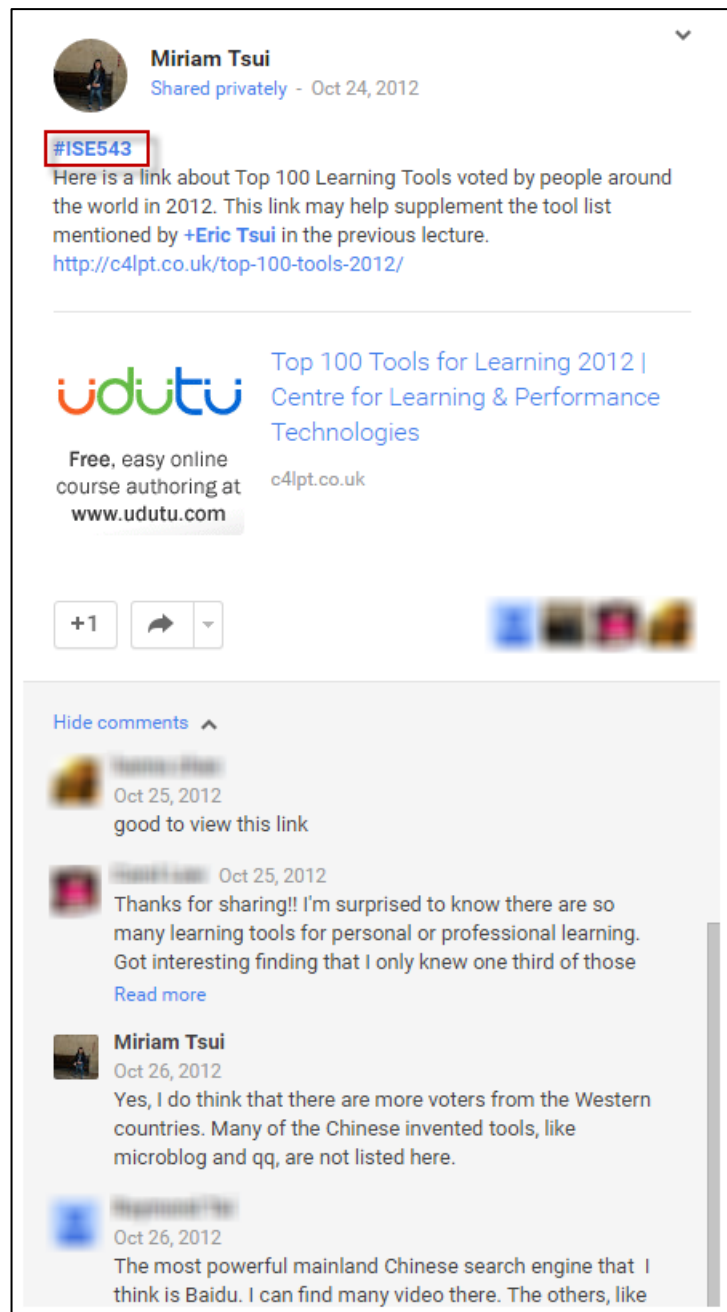 Miriam Tsui
Shared privately - Oct 24, 2012
#ISE543
Here is a link about Top 100 Learning Tools voted by people around
the world in 2012. This link may help supplement the tool list
mentioned by +Eric Tsui in the previous lecture.
http://c4lpt.co.uk/top-100-tools-2012/
udutu
Free, easy online
course authoring at
www.udutu.com
Top 100 Tools for Learning 2012 |
Centre for Learning & Performance
Technologies
c4lpt.co.uk
+1
Hide comments
Oct 25, 2012
good to view this link
Oct 25, 2012
Thanks for sharing!! I'm surprised to know there are so
many learning tools for personal or professional learning.
Got interesting finding that I only knew one third of those
Read more
Miriam Tsui
Oct 26, 2012
Yes, I do think that there are more voters from the Western
countries. Many of the Chinese invented tools, like
microblog and qq, are not listed here.
Oct 26, 2012
The most powerful mainland Chinese search engine that I
think is Baidu. I can find many video there. The others, like